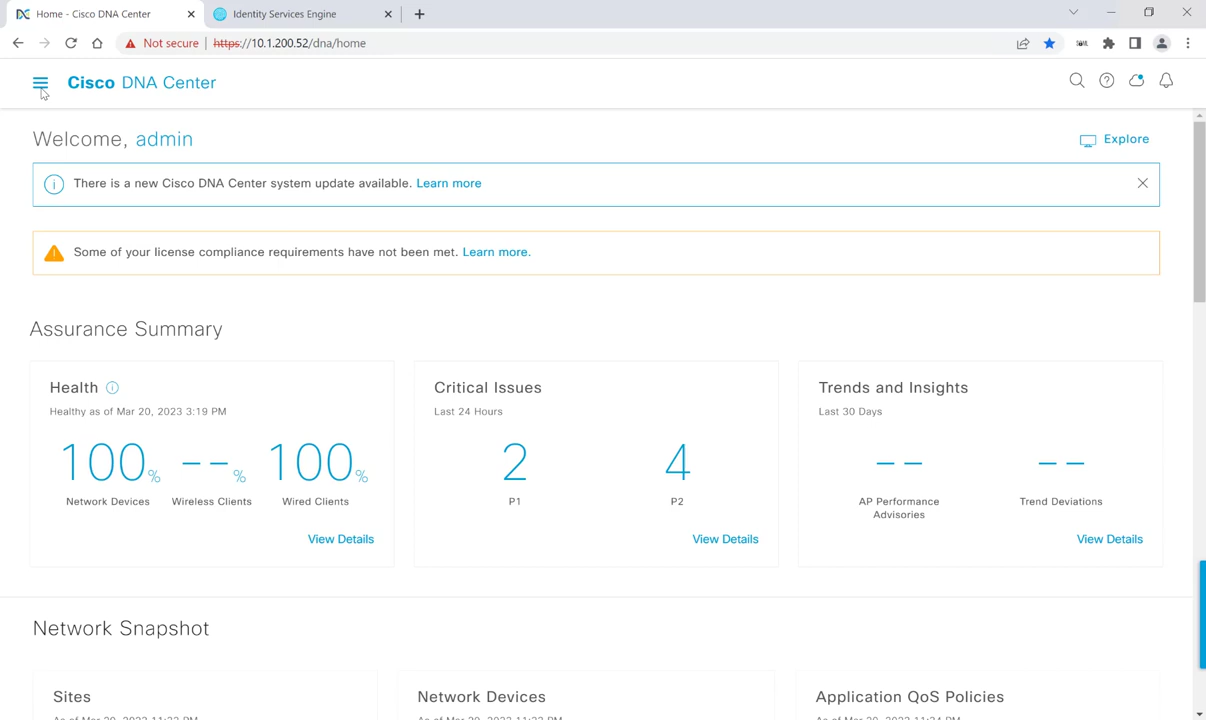 Home - Cisco DNA Center
Identity Services Engine
Not secure | https://10.1.200.52/dna/home
Cisco DNA Center
Welcome, admin
Explore
There is a new Cisco DNA Center system update available. Learn more
Some of your license compliance requirements have not been met. Learn more.
Assurance Summary
Health
Healthy as of Mar 20, 2023 3:19 PM
100% --% 100%
Network Devices Wireless Clients Wired Clients
View Details
Critical Issues
Last 24 Hours
2 4
P1 P2
View Details
Trends and Insights
Last 30 Days
-- --
AP Performance Advisories Trend Deviations
View Details
Network Snapshot
Sites
Network Devices
Application QoS Policies